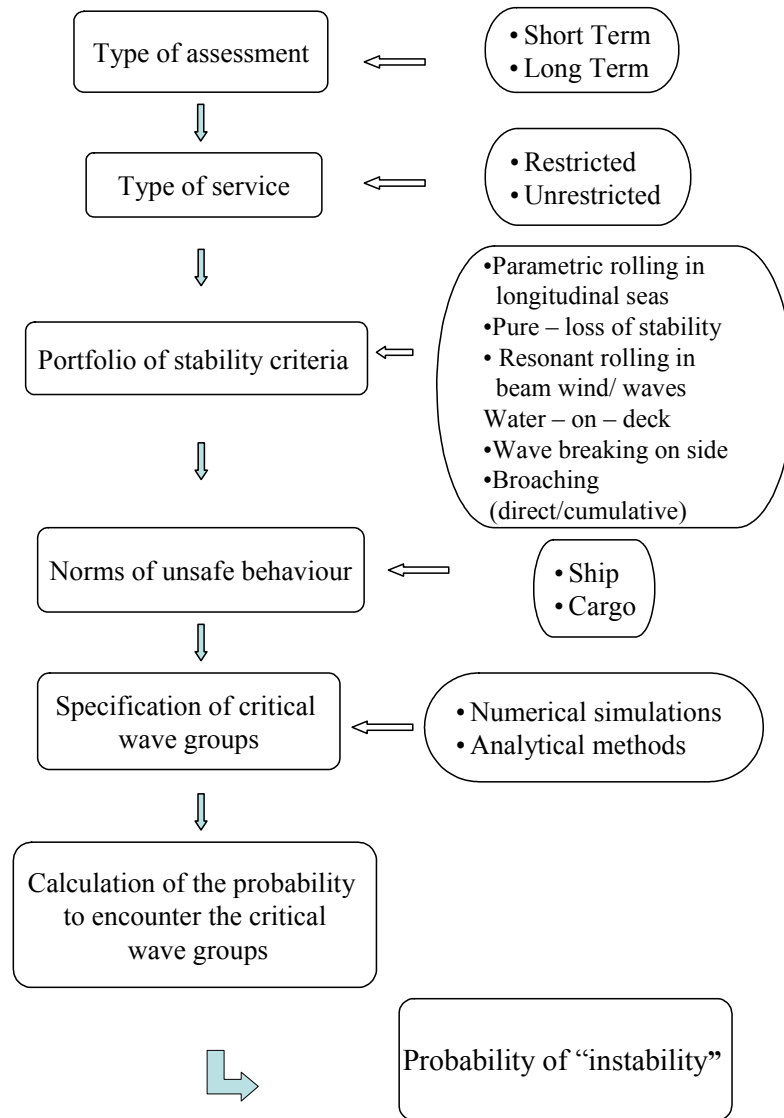 Type of assessment
• Short Term
• Long Term
Type of service
• Restricted
• Unrestricted
Portfolio of stability criteria
•Parametric rolling in
longitudinal seas
•Pure – loss of stability
• Resonant rolling in
beam wind/ waves
Water – on – deck
•Wave breaking on side
•Broaching
(direct/cumulative)
Norms of unsafe behaviour
• Ship
• Cargo
Specification of critical
wave groups
• Numerical simulations
• Analytical methods
Calculation of the probability
to encounter the critical
wave groups
Probability of “instability”